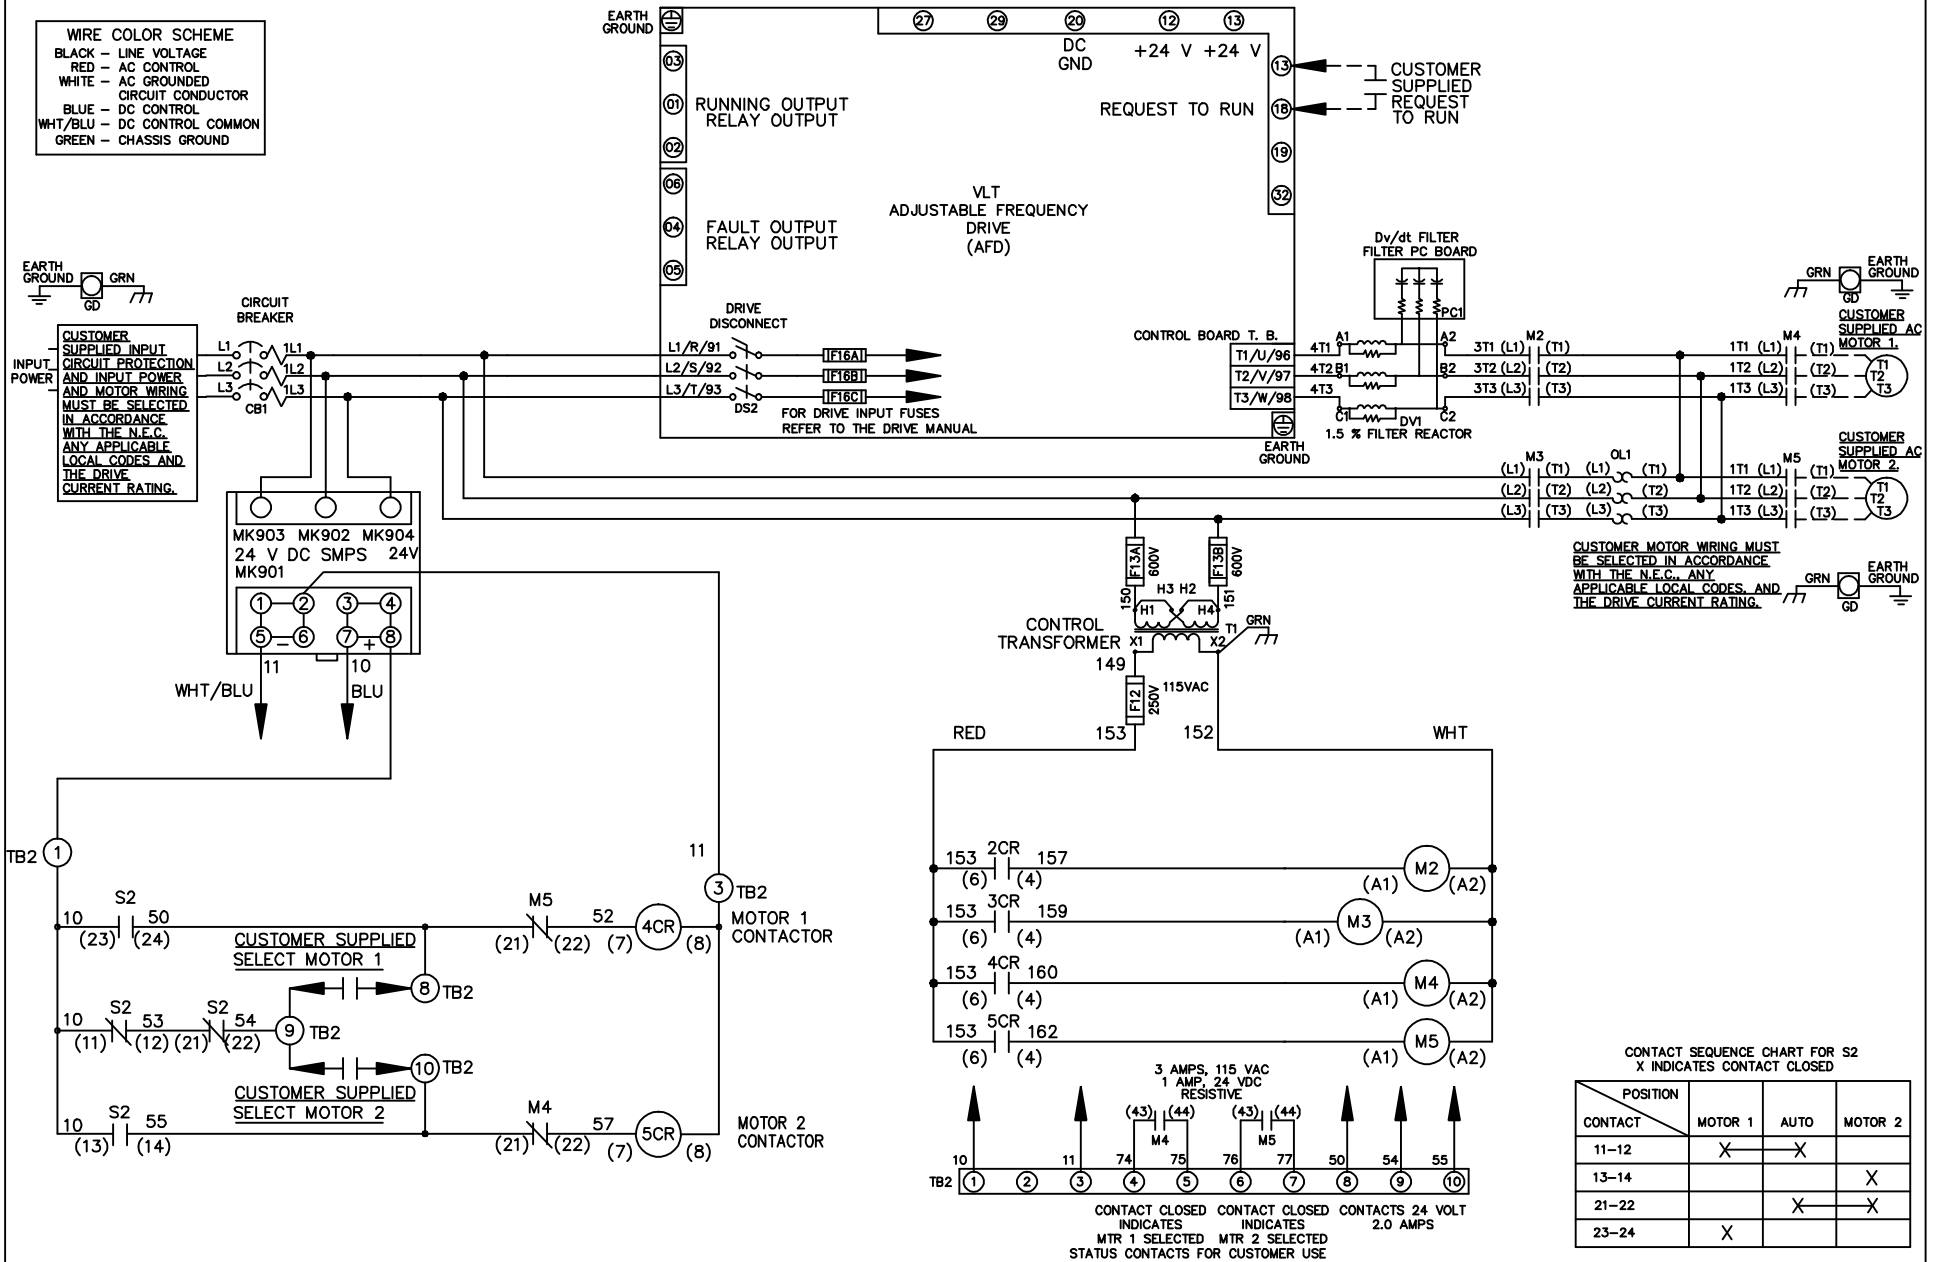 WIRE COLOR SCHEME
BLACK – LINE VOLTAGE
RED – AC CONTROL
WHITE – AC GROUNDED
CIRCUIT CONDUCTOR
BLUE – DC CONTROL
WHT/BLU – DC CONTROL COMMON
GREEN – CHASSIS GROUND
EARTH
GROUND
27 29 20 12 13
DC
GND
+24 V +24 V
03
01
02
RUNNING OUTPUT
RELAY OUTPUT
06
04
05
FAULT OUTPUT
RELAY OUTPUT
VLT
ADJUSTABLE FREQUENCY
DRIVE
(AFD)
REQUEST TO RUN
13
18
19
32
CUSTOMER
SUPPLIED
REQUEST
TO RUN
EARTH
GROUND
GRN
GD
INPUT
POWER
CUSTOMER
SUPPLIED INPUT
CIRCUIT PROTECTION
AND INPUT POWER
AND MOTOR WIRING
MUST BE SELECTED
IN ACCORDANCE
WITH THE N.E.C.
ANY APPLICABLE
LOCAL CODES AND
THE DRIVE
CURRENT RATING.
CIRCUIT
BREAKER
L1 1L1
L2 1L2
L3 1L3
CB1
DRIVE
DISCONNECT
L1/R/91 F16A
L2/S/92 F16B
L3/T/93 F16C
DS2
FOR DRIVE INPUT FUSES
REFER TO THE DRIVE MANUAL
CONTROL BOARD T. B.
T1/U/96
T2/V/97
T3/W/98
EARTH
GROUND
Dv/dt FILTER
FILTER PC BOARD
PC1
4T1 A1 A2
4T2 B1 B2
4T3 C1 C2
DV1
1.5 % FILTER REACTOR
M2
3T1 (L1) (T1)
3T2 (L2) (T2)
3T3 (L3) (T3)
M4
1T1 (L1) (T1)
1T2 (L2) (T2)
1T3 (L3) (T3)
GRN
GD
EARTH
GROUND
CUSTOMER
SUPPLIED AC
MOTOR 1.
T1
T2
T3
M3 OL1
(L1) (T1) (L1) (T1)
(L2) (T2) (L2) (T2)
(L3) (T3) (L3) (T3)
M5
1T1 (L1) (T1)
1T2 (L2) (T2)
1T3 (L3) (T3)
CUSTOMER
SUPPLIED AC
MOTOR 2.
T1
T2
T3
CUSTOMER MOTOR WIRING MUST
BE SELECTED IN ACCORDANCE
WITH THE N.E.C., ANY
APPLICABLE LOCAL CODES, AND
THE DRIVE CURRENT RATING.
GRN
GD
EARTH
GROUND
MK903 MK902 MK904
24 V DC SMPS 24V
MK901
1 2 3 4
5 – 6 7 + 8
11 10
WHT/BLU BLU
F13A 600V F13B 600V
150 151
H3 H2
H1 H4
CONTROL
TRANSFORMER
X1 X2 T1 GRN
149
F12 250V
115VAC
153 152
RED WHT
TB2 1
11
3 TB2
S2
10 50
(23) (24)
M5
52
(21) (22) (7) 4CR (8)
MOTOR 1
CONTACTOR
CUSTOMER SUPPLIED
SELECT MOTOR 1
8 TB2
S2 S2
10 53 54
(11) (12) (21) (22)
9 TB2
10 TB2
CUSTOMER SUPPLIED
SELECT MOTOR 2
S2
10 55
(13) (14)
M4
57
(21) (22) (7) 5CR (8)
MOTOR 2
CONTACTOR
2CR
153 157 M2
(6) (4) (A1) (A2)
3CR
153 159 M3
(6) (4) (A1) (A2)
4CR
153 160 M4
(6) (4) (A1) (A2)
5CR
153 162 M5
(6) (4) (A1) (A2)
3 AMPS, 115 VAC
1 AMP, 24 VDC
RESISTIVE
(43) (44) (43) (44)
M4 M5
10 11 74 75 76 77 50 54 55
TB2 1 2 3 4 5 6 7 8 9 10
CONTACT CLOSED
INDICATES
MTR 1 SELECTED
CONTACT CLOSED
INDICATES
MTR 2 SELECTED
STATUS CONTACTS FOR CUSTOMER USE
CONTACTS 24 VOLT
2.0 AMPS
CONTACT SEQUENCE CHART FOR S2
X INDICATES CONTACT CLOSED
POSITION
CONTACT MOTOR 1 AUTO MOTOR 2
11–12 X X
13–14 X
21–22 X X
23–24 X